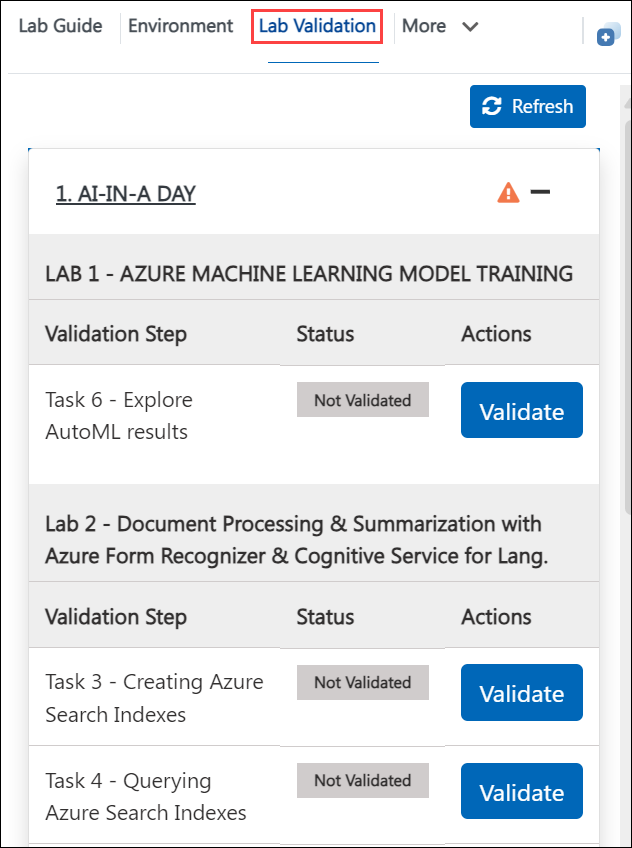 Lab Guide Environment Lab Validation More
Refresh
1. AI-IN-A DAY
LAB 1 - AZURE MACHINE LEARNING MODEL TRAINING
Validation Step Status Actions
Task 6 - Explore
AutoML results
Not Validated
Validate
Lab 2 - Document Processing & Summarization with
Azure Form Recognizer & Cognitive Service for Lang.
Validation Step Status Actions
Task 3 - Creating Azure
Search Indexes
Not Validated
Validate
Task 4 - Querying
Azure Search Indexes
Not Validated
Validate